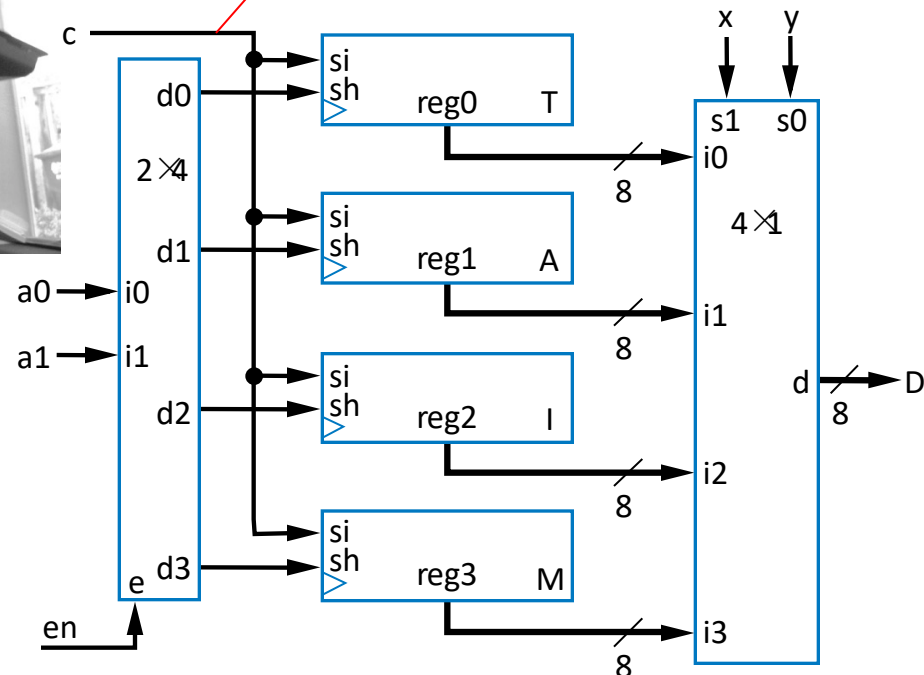 c
x y
si
sh
reg0 T
d0
s1 s0
i0
8
2×4
4×1
si
sh
reg1 A
d1
a0 i0
i1
8
a1 i1
si
sh
reg2 I
d2
d D
8
i2
8
si
sh
reg3 M
d3
e
en
i3
8